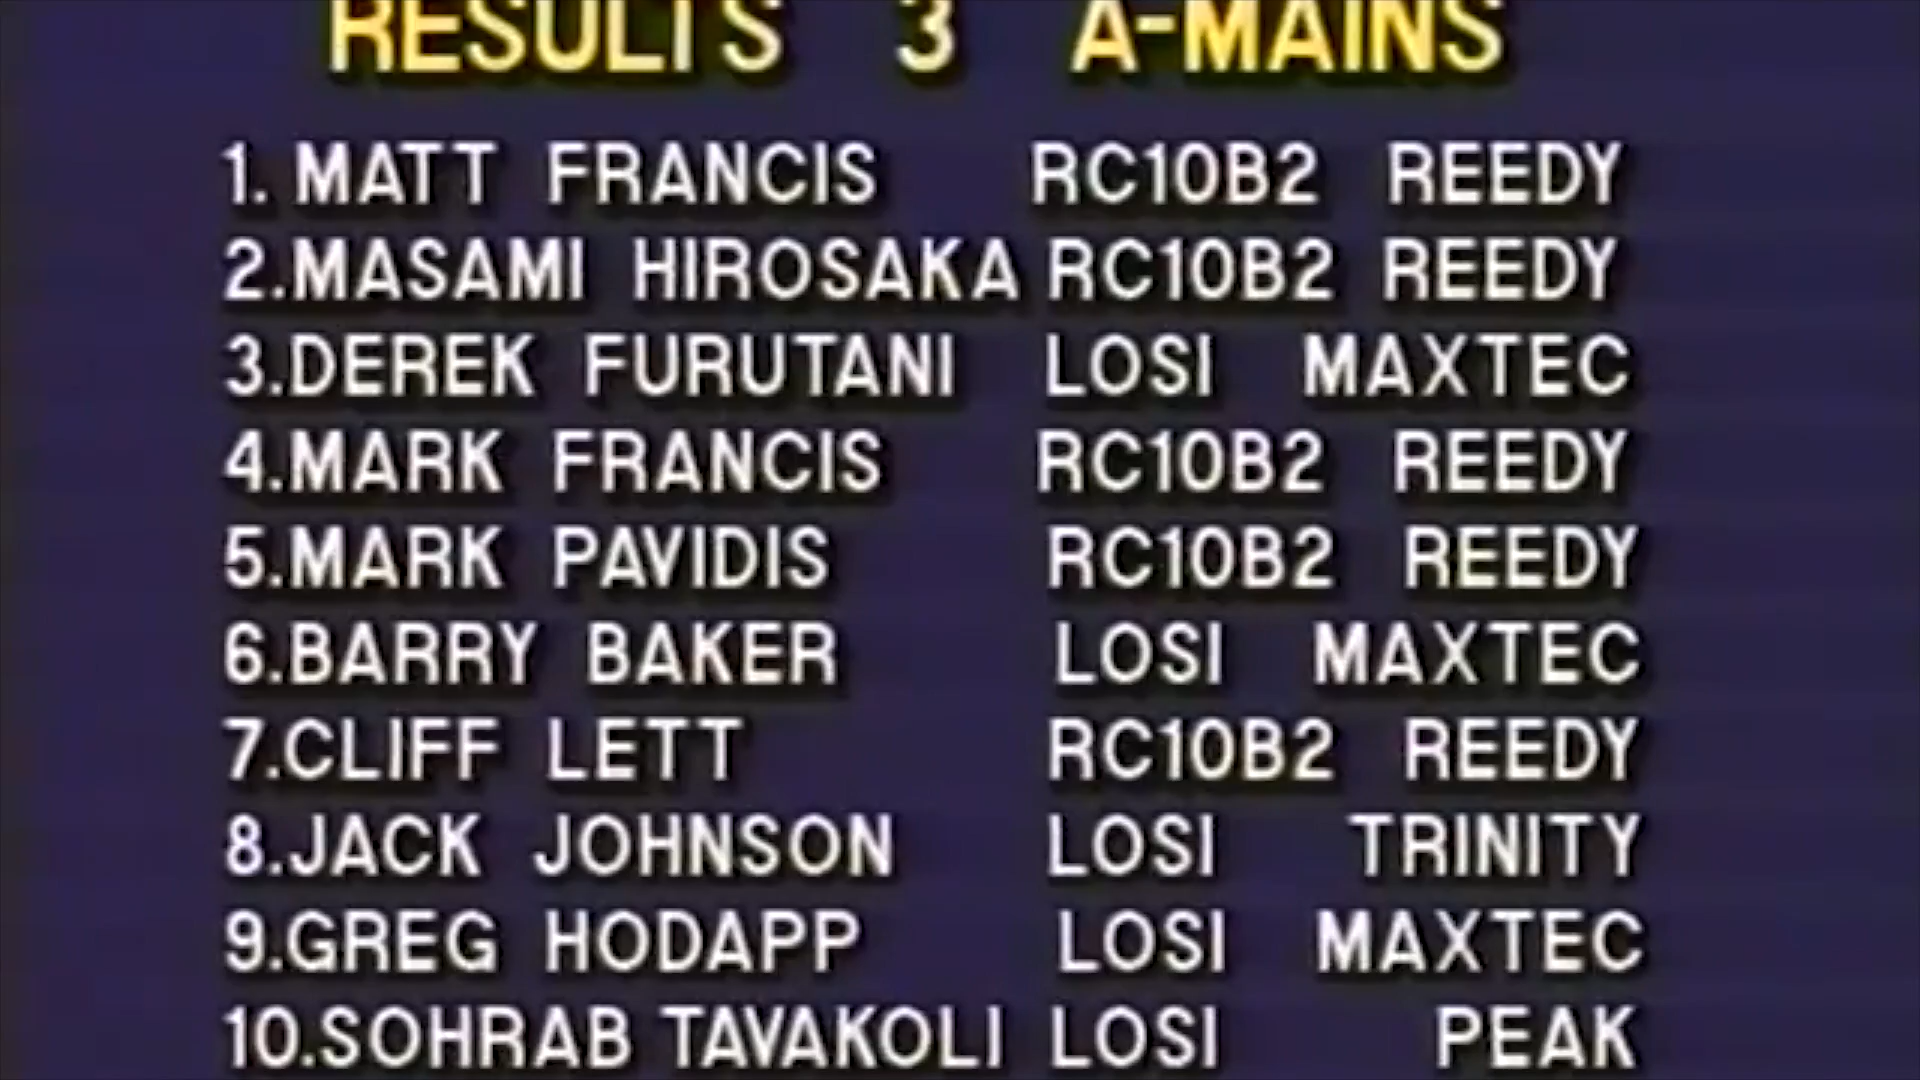 RESULTS 3 A-MAINS
1. MATT FRANCIS RC10B2 REEDY
2.MASAMI HIROSAKA RC10B2 REEDY
3.DEREK FURUTANI LOSI MAXTEC
4.MARK FRANCIS RC10B2 REEDY
5.MARK PAVIDIS RC10B2 REEDY
6.BARRY BAKER LOSI MAXTEC
7.CLIFF LETT RC10B2 REEDY
8.JACK JOHNSON LOSI TRINITY
9.GREG HODAPP LOSI MAXTEC
10.SOHRAB TAVAKOLI LOSI PEAK